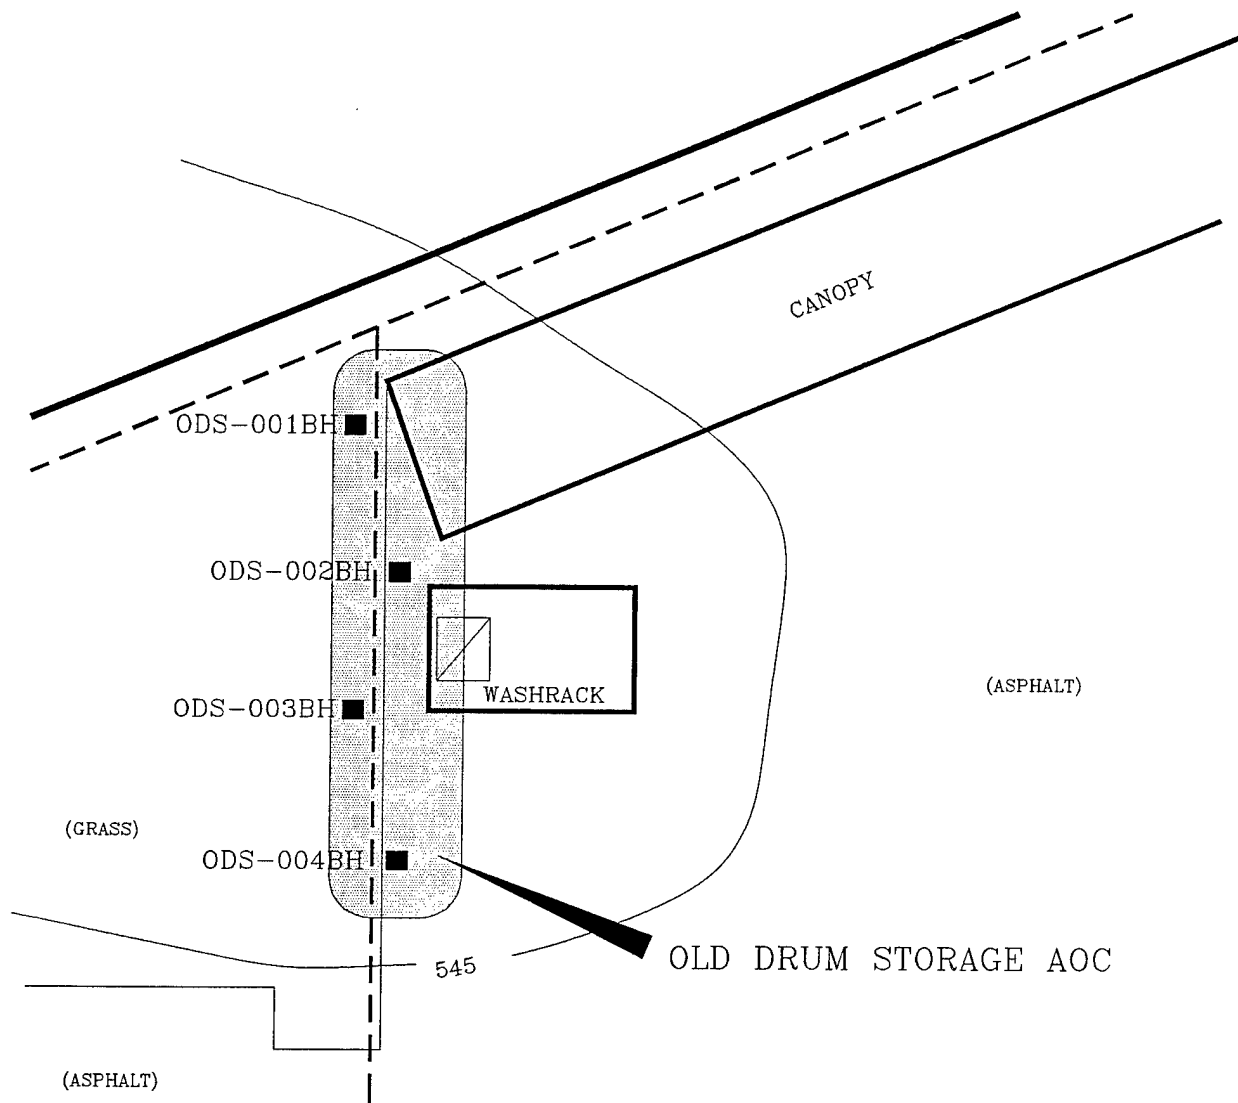 CANOPY
ODS-001BH
ODS-002BH
(ASPHALT)
WASHRACK
ODS-003BH
(GRASS)
ODS-004BH
OLD DRUM STORAGE AOC
545
(ASPHALT)